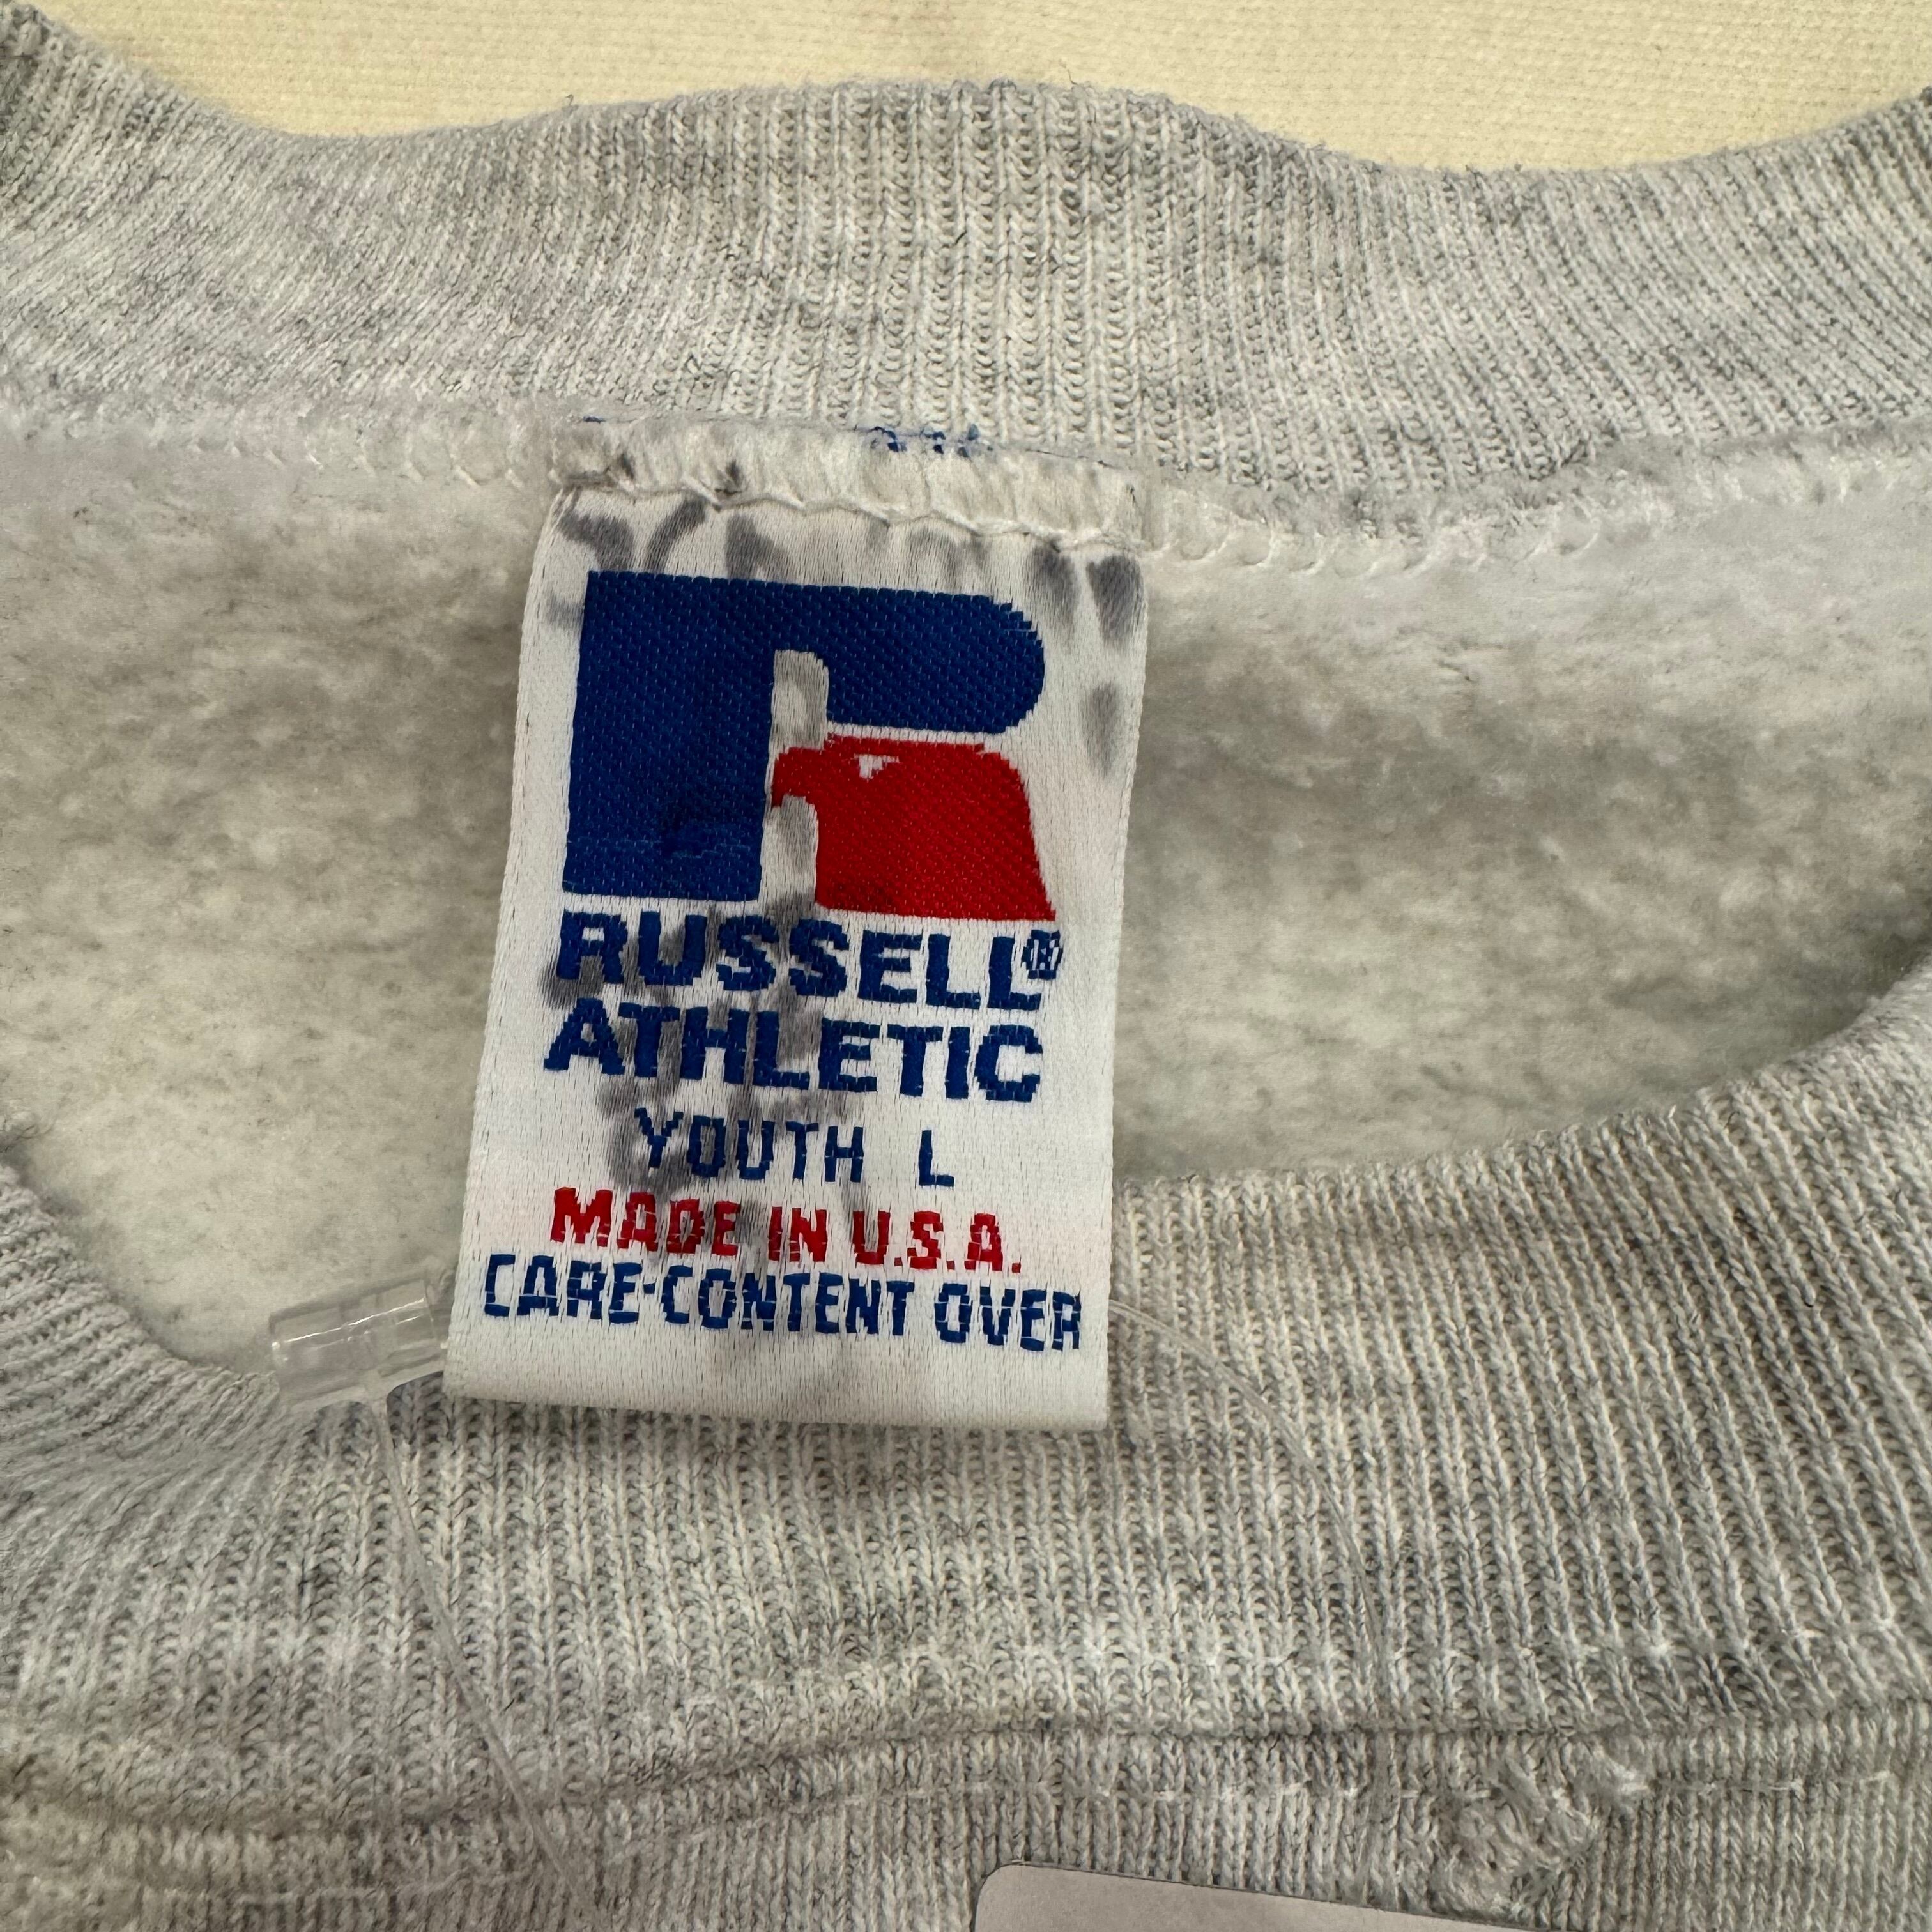 RUSSELL®
ATHLETIC
YOUTH L
MADE IN U.S.A.
CARE·CONTENT OVER